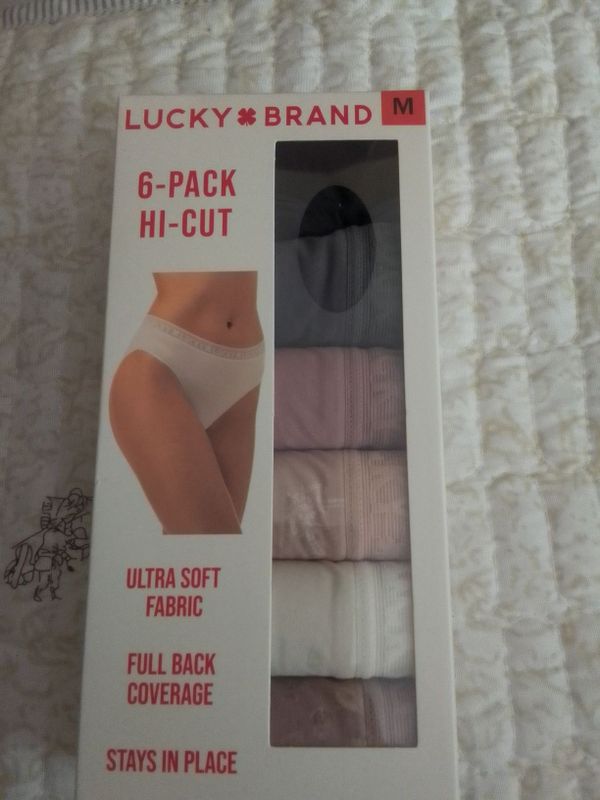 LUCKY BRAND
M
6-PACK
HI-CUT
ULTRA SOFT
FABRIC
FULL BACK
COVERAGE
STAYS IN PLACE